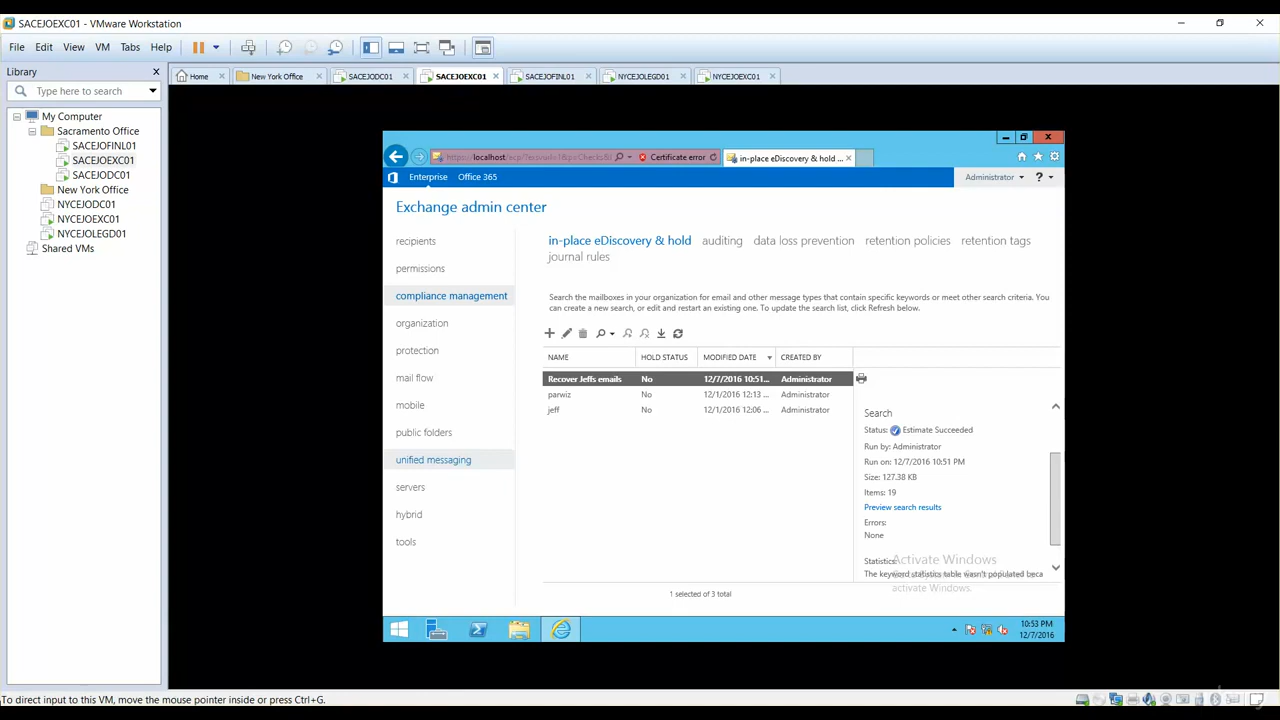 SACEJOEXC01 - VMware Workstation
File Edit View VM Tabs Help
Library
Type here to search
My Computer
Sacramento Office
SACEJOFINL01
SACEJOEXC01
SACEJODC01
New York Office
NYCEJODC01
NYCEJOEXC01
NYCEJOLEGD01
Shared VMs
Home New York Office SACEJODC01 SACEJOEXC01 SACEJOFINL01 NYCEJOLEGD01 NYCEJOEXC01
Certificate error in-place eDiscovery & hold ...
Enterprise Office 365 Administrator ?
Exchange admin center
recipients
permissions
compliance management
organization
protection
mail flow
mobile
public folders
unified messaging
servers
hybrid
tools
in-place eDiscovery & hold auditing data loss prevention retention policies retention tags
journal rules
Search the mailboxes in your organization for email and other message types that contain specific keywords or meet other search criteria. You
can create a new search, or edit and restart an existing one. To update the search list, click Refresh below.
NAME HOLD STATUS MODIFIED DATE CREATED BY
Recover Jeffs emails No 12/7/2016 10:51... Administrator
parwiz No 12/1/2016 12:13 ... Administrator
jeff No 12/1/2016 12:06 ... Administrator
Search
Status: Estimate Succeeded
Run by: Administrator
Run on: 12/7/2016 10:51 PM
Size: 127.38 KB
Items: 19
Preview search results
Errors:
None
Statistics:
The keyword statistics table wasn't populated beca
Activate Windows
activate Windows.
1 selected of 3 total
10:53 PM
12/7/2016
To direct input to this VM, move the mouse pointer inside or press Ctrl+G.